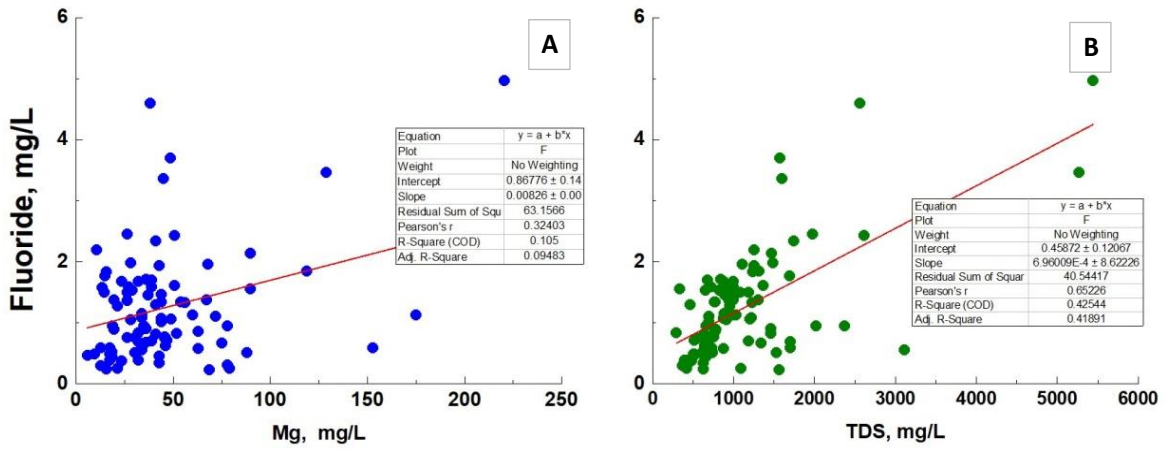 A
6
4
2
0
Fluoride, mg/L
0
50
100
150
200
250
Mg, mg/L
Equation y = a + b*x
Plot F
Weight No Weighting
Intercept 0.86776 ± 0.14
Slope 0.00826 ± 0.00
Residual Sum of Squ 63.1566
Pearson's r 0.32403
R-Square (COD) 0.105
Adj. R-Square 0.09483
B
6
4
2
0
0
1000
2000
3000
4000
5000
6000
TDS, mg/L
Equation y = a + b*x
Plot F
Weight No Weighting
Intercept 0.45872 ± 0.12067
Slope 6.96009E-4 ± 8.62226
Residual Sum of Squar 40.54417
Pearson's r 0.65226
R-Square (COD) 0.42544
Adj. R-Square 0.41891